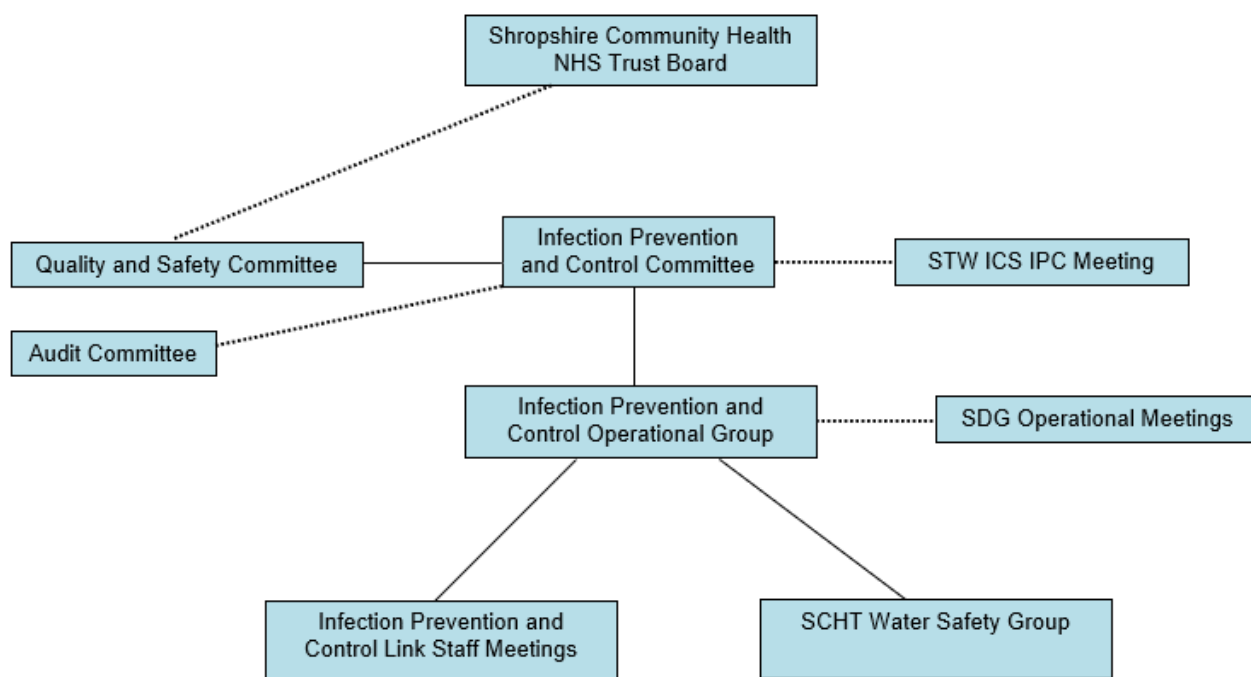 Shropshire Community Health
NHS Trust Board
Infection Prevention
and Control Committee
Quality and Safety Committee
STW ICS IPC Meeting
Audit Committee
Infection Prevention and
Control Operational Group
SDG Operational Meetings
Infection Prevention and
Control Link Staff Meetings
SCHT Water Safety Group